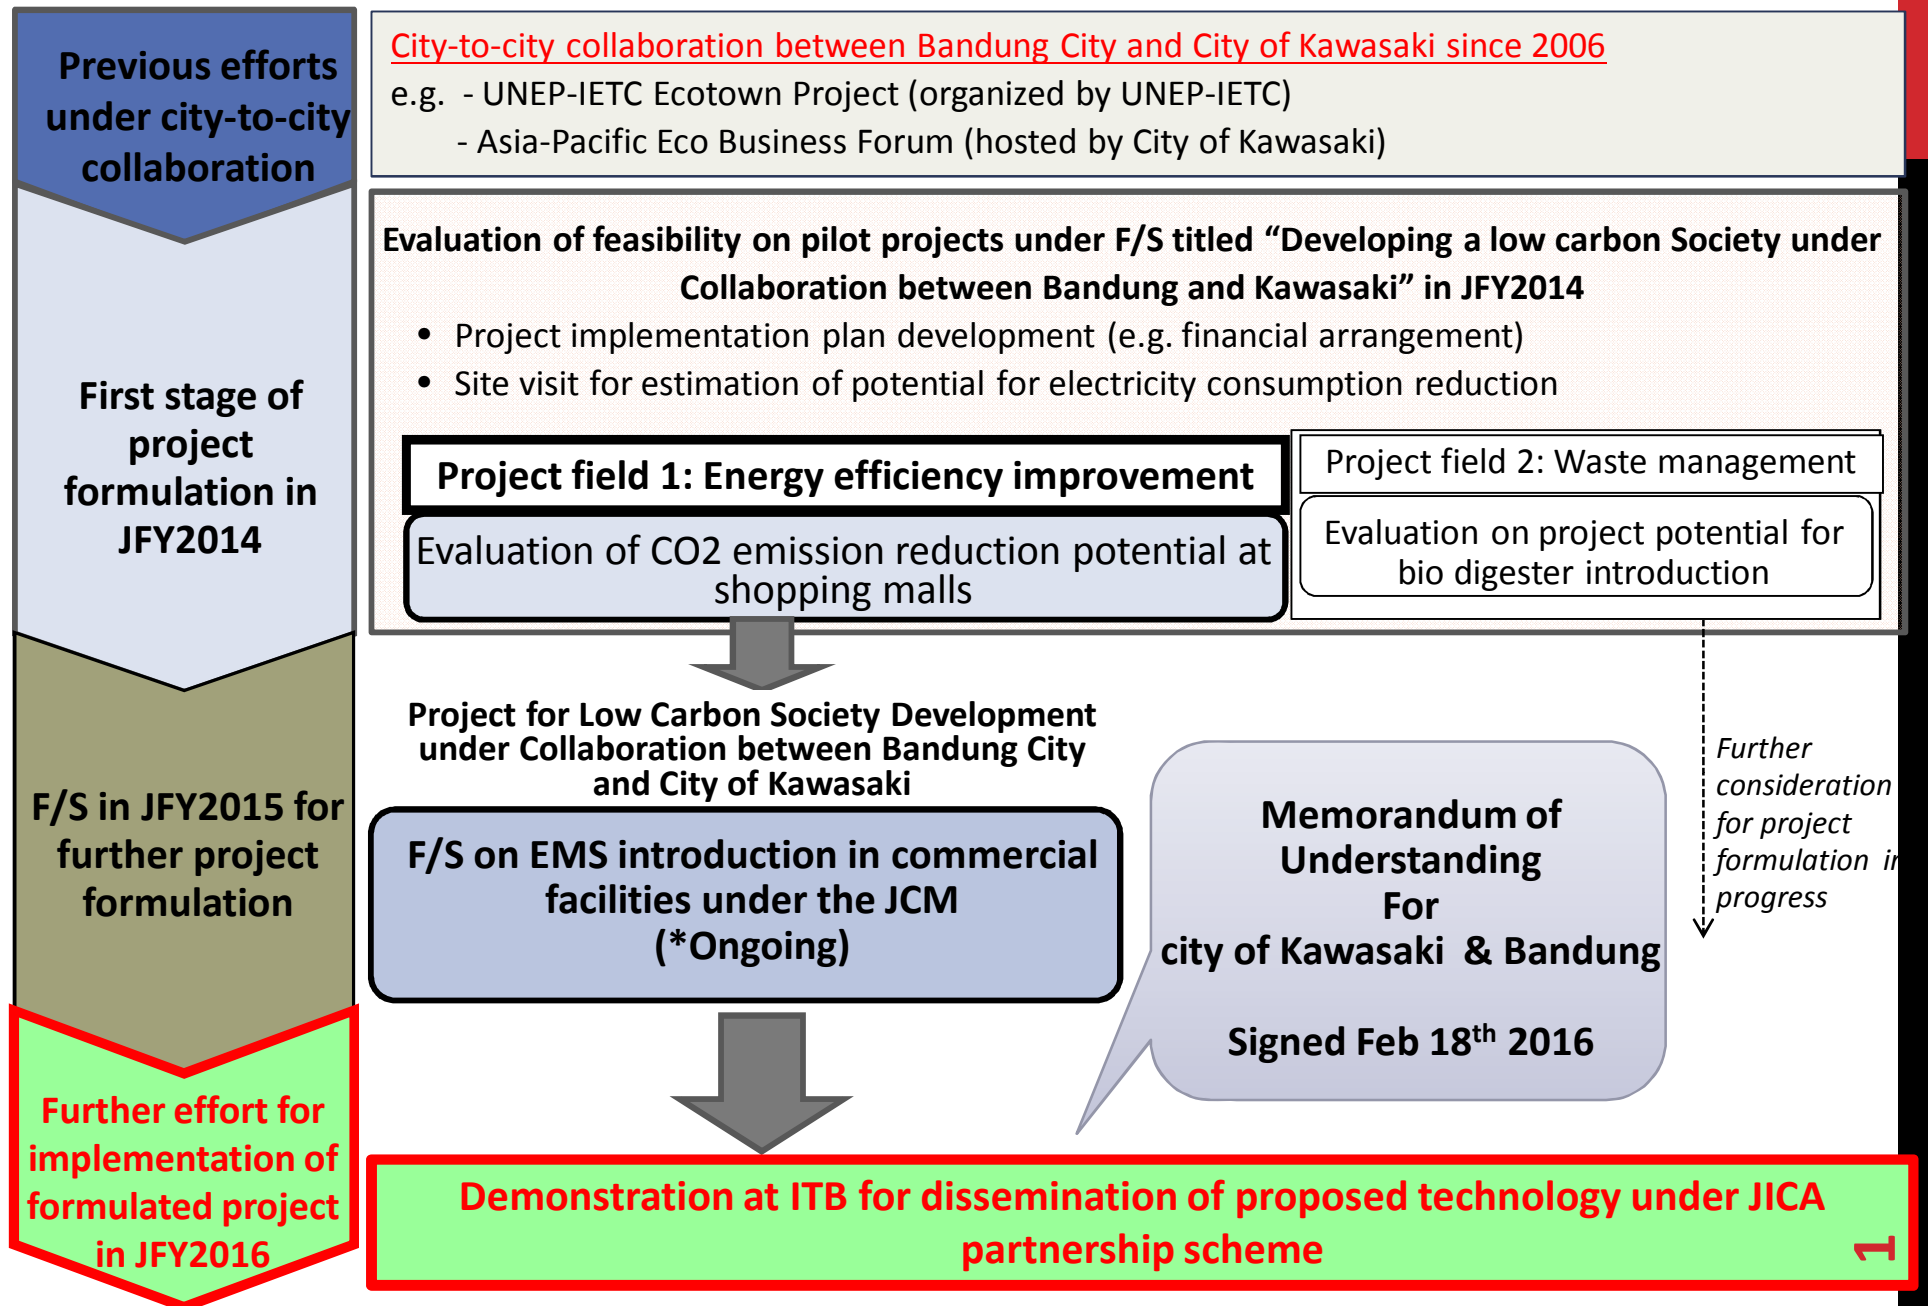 Previous efforts
under city-to-city
collaboration
City-to-city collaboration between Bandung City and City of Kawasaki since 2006
e.g. - UNEP-IETC Ecotown Project (organized by UNEP-IETC)
- Asia-Pacific Eco Business Forum (hosted by City of Kawasaki)
First stage of
project
formulation in
JFY2014
Evaluation of feasibility on pilot projects under F/S titled “Developing a low carbon Society under
Collaboration between Bandung and Kawasaki” in JFY2014
• Project implementation plan development (e.g. financial arrangement)
• Site visit for estimation of potential for electricity consumption reduction
Project field 1: Energy efficiency improvement
Evaluation of CO2 emission reduction potential at
shopping malls
Project field 2: Waste management
Evaluation on project potential for
bio digester introduction
F/S in JFY2015 for
further project
formulation
Project for Low Carbon Society Development
under Collaboration between Bandung City
and City of Kawasaki
F/S on EMS introduction in commercial
facilities under the JCM
(*Ongoing)
Memorandum of
Understanding
For
city of Kawasaki & Bandung
Signed Feb 18th 2016
Further
consideration
for project
formulation in
progress
Further effort for
implementation of
formulated project
in JFY2016
Demonstration at ITB for dissemination of proposed technology under JICA
partnership scheme
1